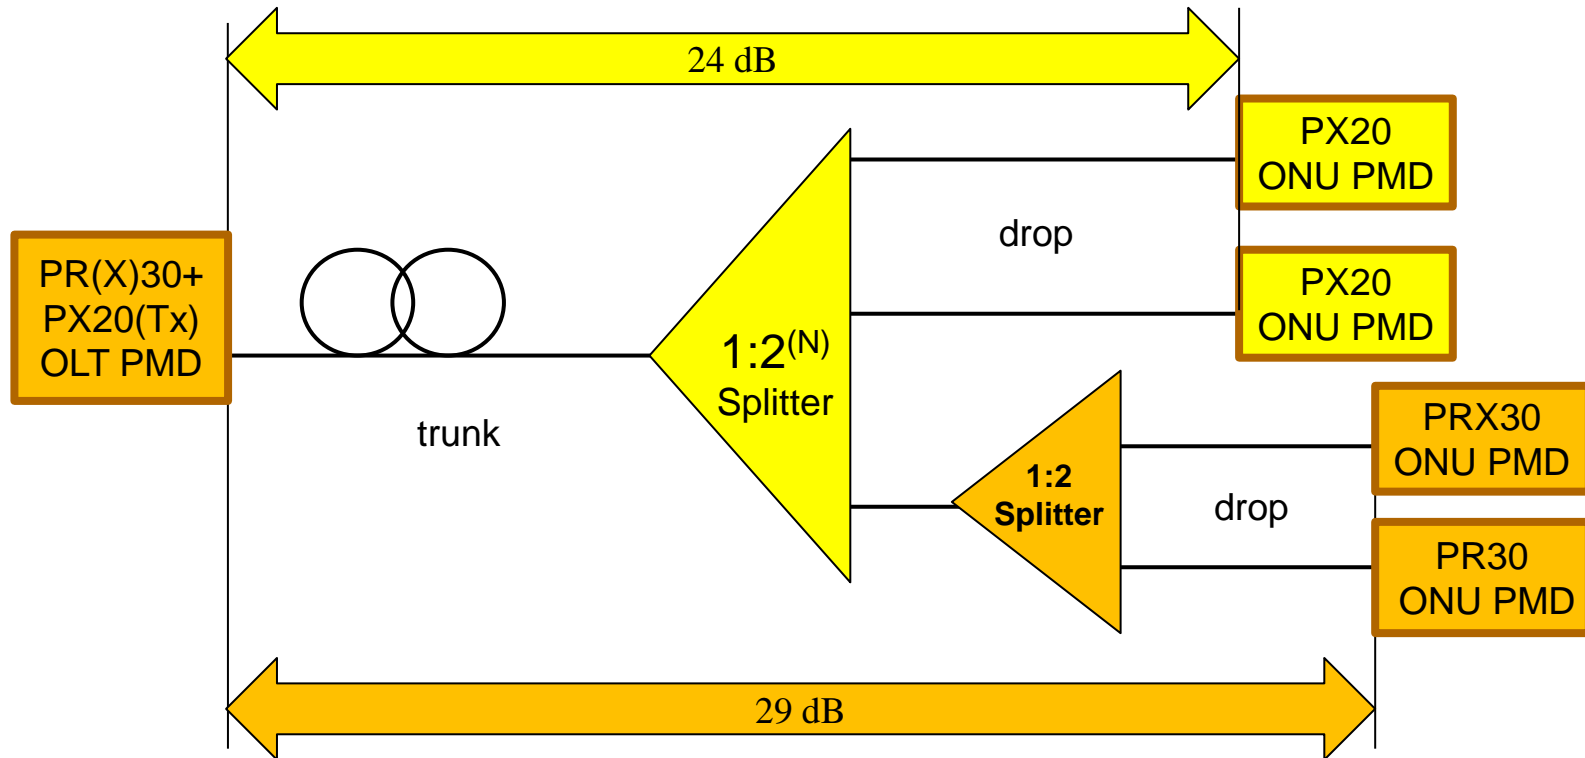 24 dB
PX20
ONU PMD
drop
PX20
ONU PMD
PR(X)30+
PX20(Tx)
OLT PMD
trunk
1:2(N)
Splitter
PRX30
ONU PMD
1:2
Splitter
drop
PR30
ONU PMD
29 dB